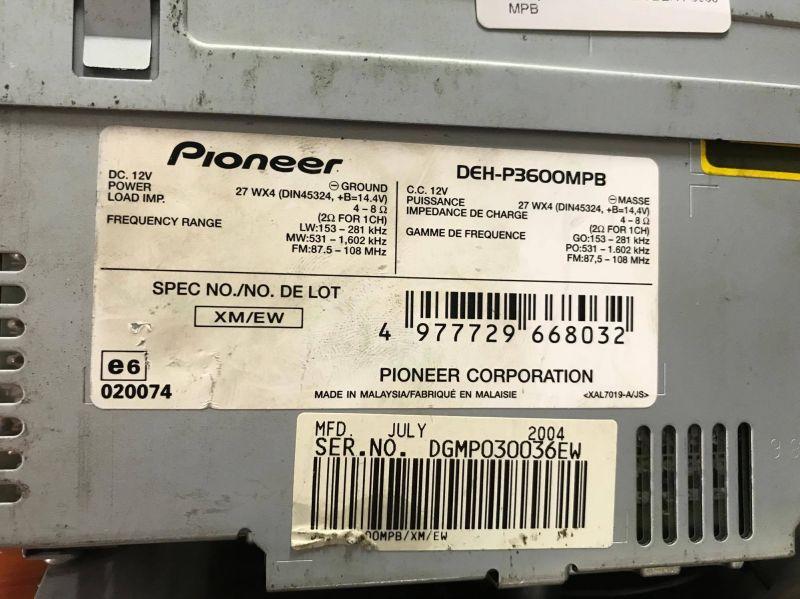 MPB
Pioneer
DEH-P3600MPB
DC. 12V
⊖ GROUND
POWER 27 WX4 (DIN45324, +B=14.4V)
LOAD IMP. 4 – 8 Ω
(2Ω FOR 1CH)
FREQUENCY RANGE LW:153 – 281 kHz
MW:531 - 1,602 kHz
FM:87.5 – 108 MHz
C.C. 12V
⊖ MASSE
PUISSANCE 27 WX4 (DIN45324, +B=14,4V)
IMPEDANCE DE CHARGE 4 – 8 Ω
(2Ω FOR 1CH)
GAMME DE FREQUENCE GO:153 – 281 kHz
PO:531 - 1.602 kHz
FM:87,5 – 108 MHz
SPEC NO./NO. DE LOT
XM/EW
4 977729 668032
e6
020074
PIONEER CORPORATION
MADE IN MALAYSIA/FABRIQUÉ EN MALAISIE
<XAL7019-A/JS>
MFD. JULY 2004
SER.NO. DGMP030036EW
00MPB/XM/EW